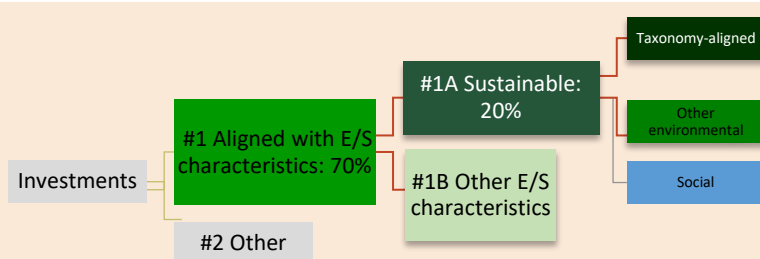 Investments
#1 Aligned with E/S
characteristics: 70%
#2 Other
#1A Sustainable:
20%
#1B Other E/S
characteristics
Taxonomy-aligned
Other
environmental
Social